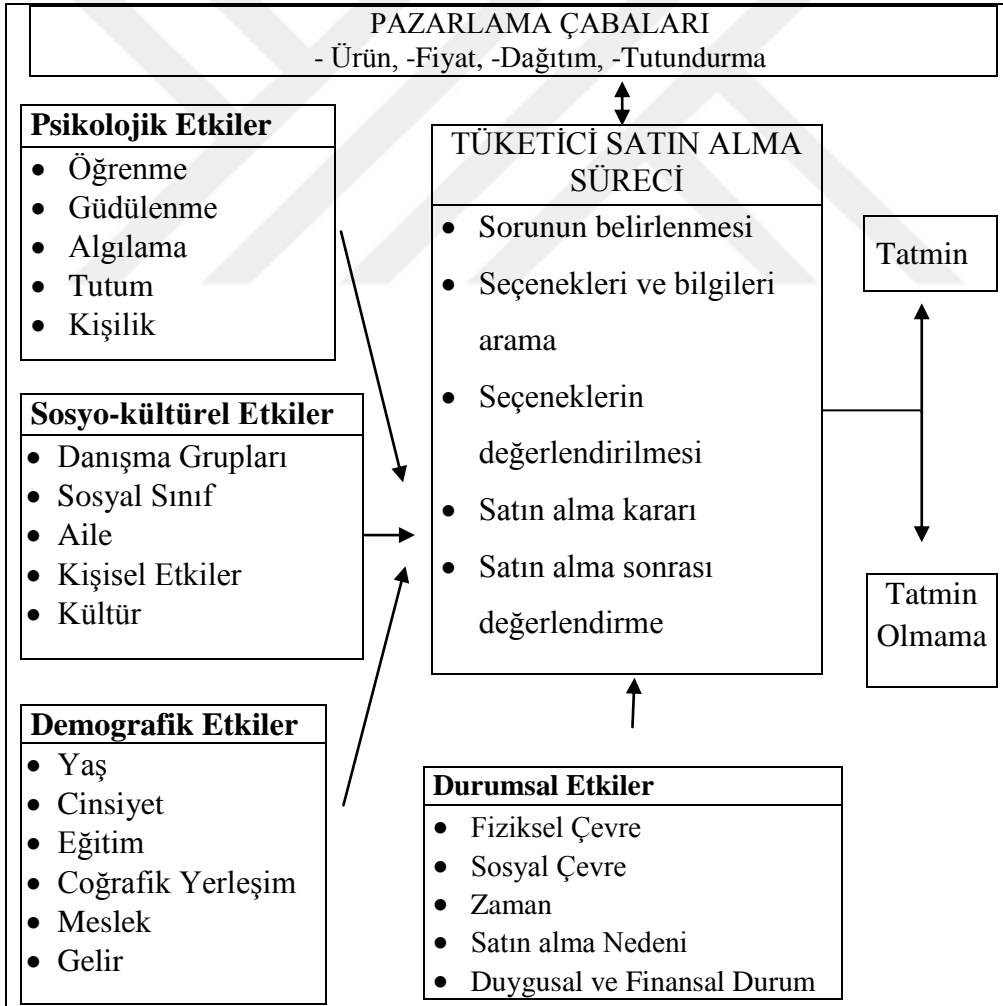 PAZARLAMA ÇABALARI
- Ürün, -Fiyat, -Dağıtım, -Tutundurma
Psikolojik Etkiler
• Öğrenme
• Güdülenme
• Algılama
• Tutum
• Kişilik
Sosyo-kültürel Etkiler
• Danışma Grupları
• Sosyal Sınıf
• Aile
• Kişisel Etkiler
• Kültür
Demografik Etkiler
• Yaş
• Cinsiyet
• Eğitim
• Coğrafik Yerleşim
• Meslek
• Gelir
TÜKETİCİ SATIN ALMA
SÜRECİ
• Sorunun belirlenmesi
• Seçenekleri ve bilgileri
arama
• Seçeneklerin
değerlendirilmesi
• Satın alma kararı
• Satın alma sonrası
değerlendirme
Durumsal Etkiler
• Fiziksel Çevre
• Sosyal Çevre
• Zaman
• Satın alma Nedeni
• Duygusal ve Finansal Durum
Tatmin
Tatmin
Olmama